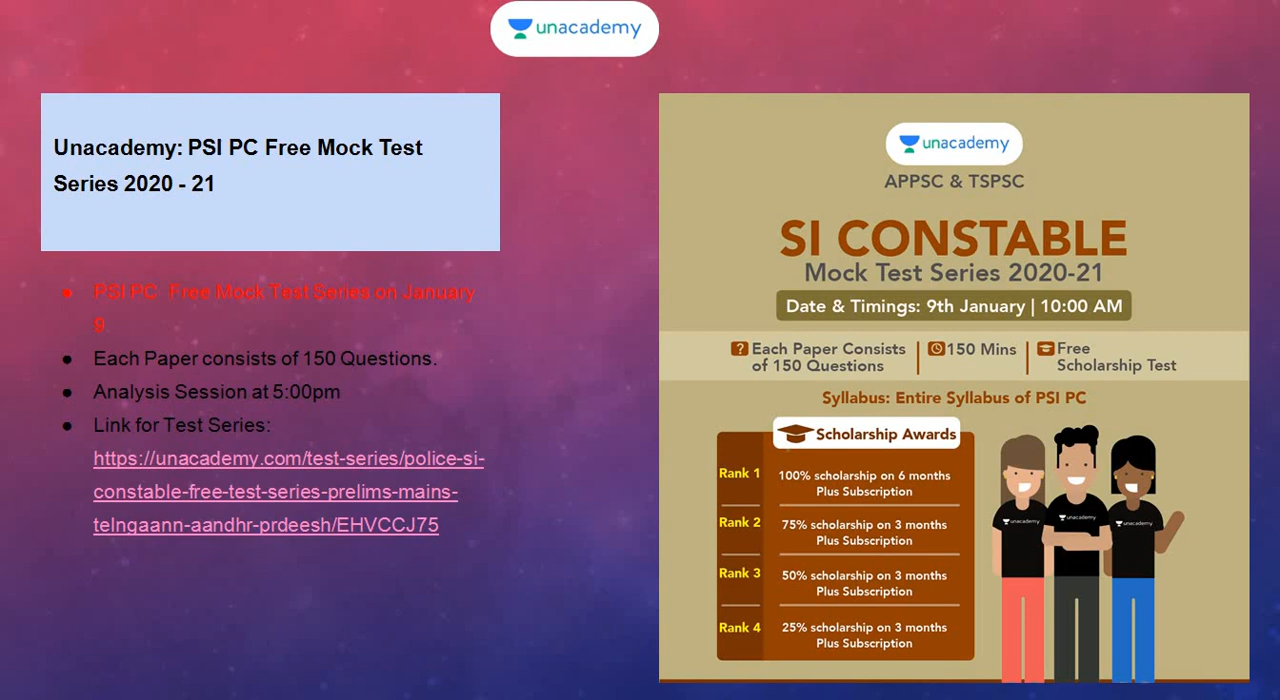 unacademy
Unacademy: PSI PC Free Mock Test
Series 2020 - 21
● PSI PC Free Mock Test Series on January
9.
● Each Paper consists of 150 Questions.
● Analysis Session at 5:00pm
● Link for Test Series:
https://unacademy.com/test-series/police-si-
constable-free-test-series-prelims-mains-
telngaann-aandhr-prdeesh/EHVCCJ75
unacademy
APPSC & TSPSC
SI CONSTABLE
Mock Test Series 2020-21
Date & Timings: 9th January | 10:00 AM
? Each Paper Consists
of 150 Questions
150 Mins
Free
Scholarship Test
Syllabus: Entire Syllabus of PSI PC
Scholarship Awards
Rank 1
100% scholarship on 6 months
Plus Subscription
Rank 2
75% scholarship on 3 months
Plus Subscription
Rank 3
50% scholarship on 3 months
Plus Subscription
Rank 4
25% scholarship on 3 months
Plus Subscription
unacademy
unacademy
unacademy